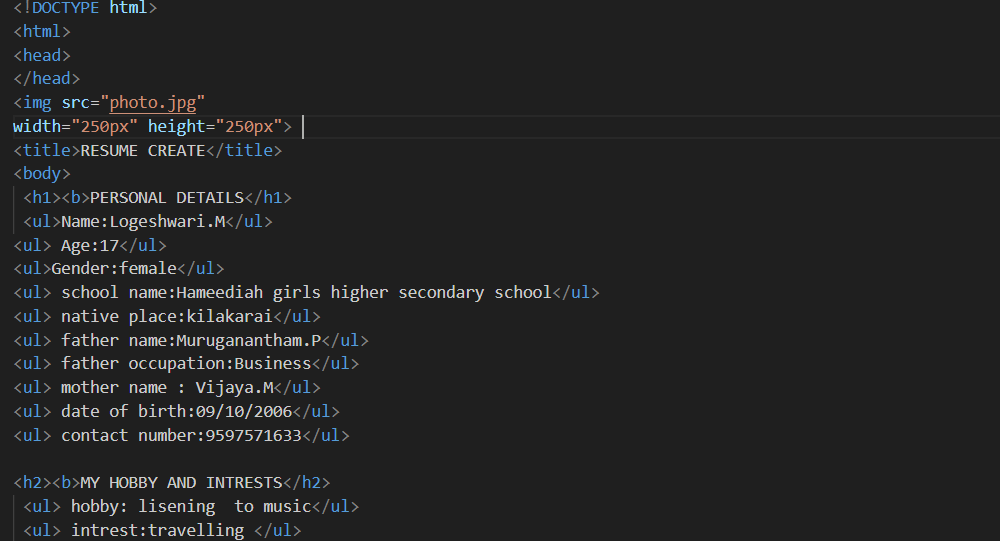 <!DOCTYPE html>
<html>
<head>
</head>
<img src="photo.jpg"
width="250px" height="250px">
<title>RESUME CREATE</title>
<body>
<h1><b>PERSONAL DETAILS</h1>
<ul>Name:Logeshwari.M</ul>
<ul> Age:17</ul>
<ul>Gender:female</ul>
<ul> school name:Hameediah girls higher secondary school</ul>
<ul> native place:kilakarai</ul>
<ul> father name:Muruganantham.P</ul>
<ul> father occupation:Business</ul>
<ul> mother name : Vijaya.M</ul>
<ul> date of birth:09/10/2006</ul>
<ul> contact number:9597571633</ul>
<h2><b>MY HOBBY AND INTRESTS</h2>
<ul> hobby: lisening  to music</ul>
<ul> intrest:travelling </ul>